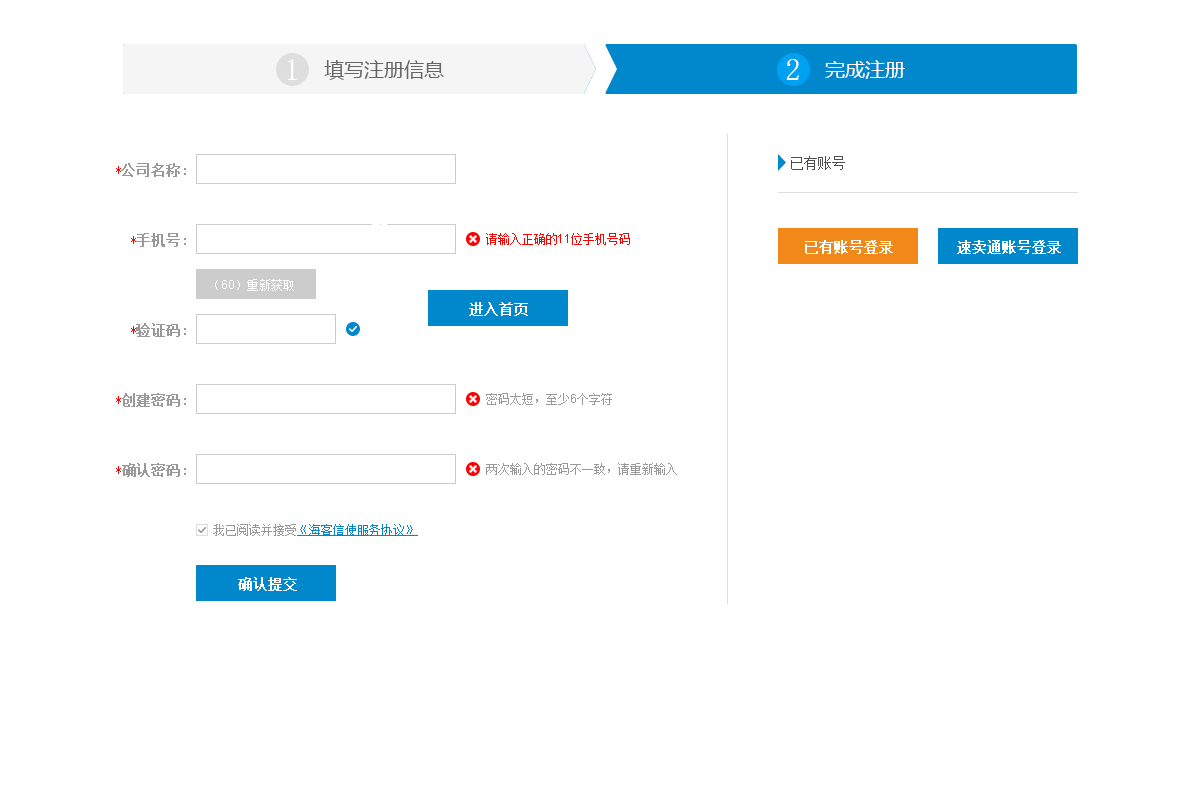 1 填写注册信息
2 完成注册
*公司名称：
*手机号：
请输入正确的11位手机号码
（60）重新获取
进入首页
*验证码：
*创建密码：
密码太短，至少6个字符
*确认密码：
两次输入的密码不一致，请重新输入
我已阅读并接受《海客信使服务协议》
确认提交
已有账号
已有账号登录
速卖通账号登录